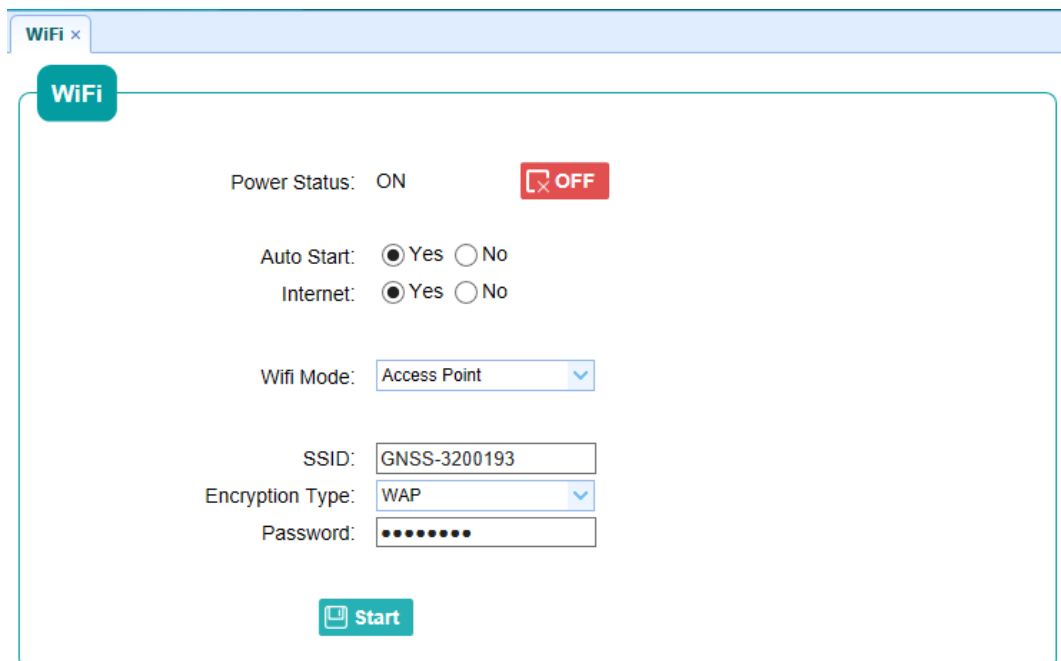 WiFi ×
WiFi
Power Status: ON OFF
Auto Start: Yes No
Internet: Yes No
Wifi Mode: Access Point
SSID: GNSS-3200193
Encryption Type: WAP
Password: ••••••••
Start